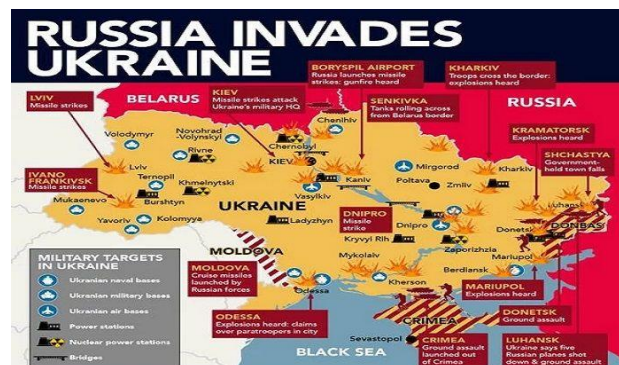 RUSSIA INVADES
UKRAINE
BORYSPIL AIRPORT
Russia launches missile
strikes: gunfire heard
KHARKIV
Troops cross the border:
explosions heard
LVIV
Missile strikes
BELARUS
KIEV
Missile strikes attack
Ukraine's military HQ
SENKIVKA
Tanks rolling across
from Belarus border
RUSSIA
KRAMATORSK
Explosions heard
SHCHASTYA
Government-
held town falls
IVANO
FRANKIVSK
Missile strikes
Volodymyr
Novohrad
-Volynskyi
Rivne
Chernihiv
Chernobyl
KIEV
Lviv
Ternopil
Khmelnytski
Burshtyn
Mukaenevo
Yavoriv
Kolomyya
Vasylkiv
Kaniv
Mirgorod
Poltava
Zmliv
Kharkiv
Luhansk
UKRAINE
Ladyzhyn
DNIPRO
Missile
strike
Dnipro
Kryvyi Rih
Zaporizhia
Donetsk
DONBAS
Mariupol
Berdiansk
MOLDOVA
MOLDOVA
Cruise missiles
launched by
Russian forces
Mykolaiv
Kherson
Odessa
ODESSA
Explosions heard: claims
over paratroopers in city
MARIUPOL
Explosions heard
DONETSK
Ground assault
CRIMEA
Sevastopol
CRIMEA
Ground assault
launched out
of Crimea
LUHANSK
Ukraine says five
Russian planes shot
down & ground assault
BLACK SEA
MILITARY TARGETS
IN UKRAINE
Ukranian naval bases
Ukranian military bases
Ukranian air bases
Power stations
Nuclear power stations
Bridges